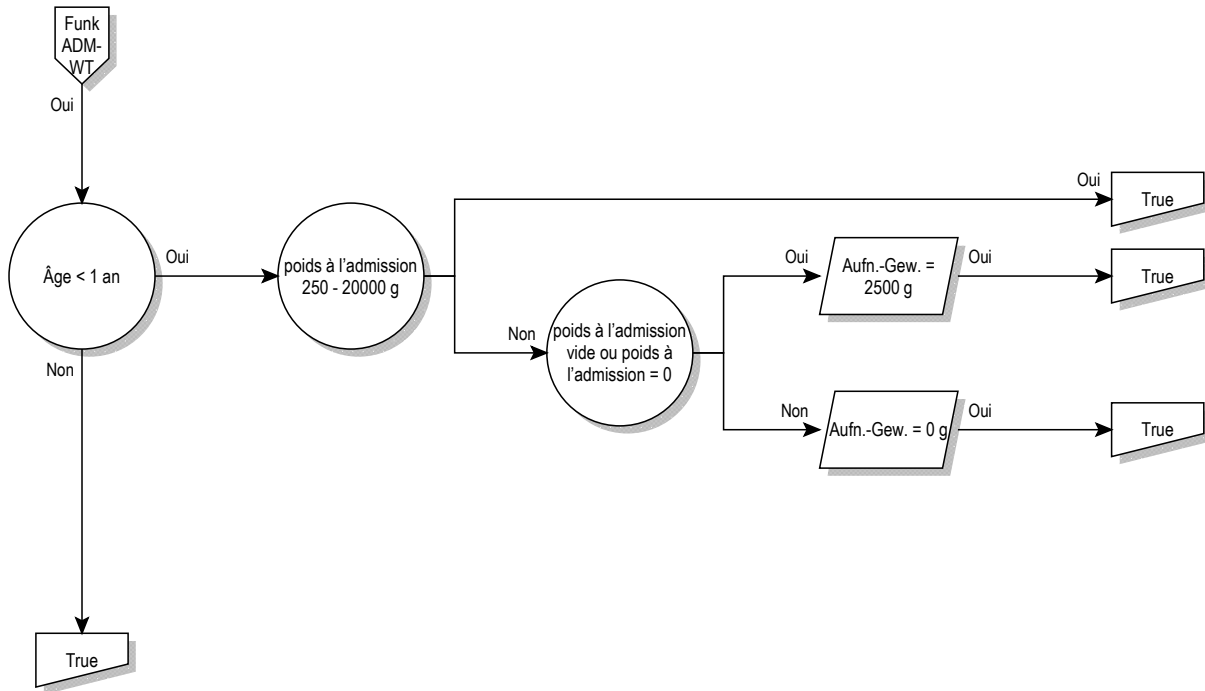 Funk
ADM-
WT
Oui
Âge < 1 an
Oui
Non
poids à l'admission
250 - 20000 g
Oui
True
Non
poids à l'admission
vide ou poids à
l'admission = 0
Oui
Aufn.-Gew. =
2500 g
Oui
True
Non
Aufn.-Gew. = 0 g
Oui
True
True